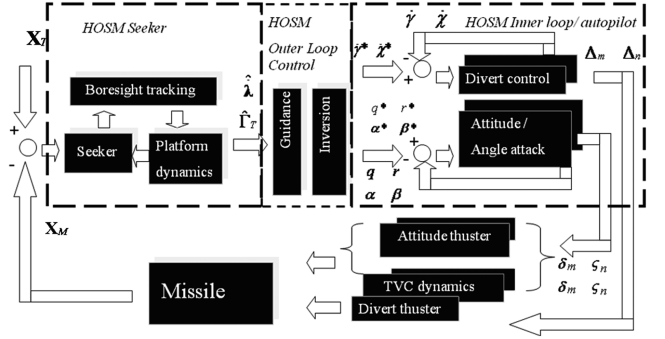 X_T
HOSM Seeker
HOSM
Outer Loop
Control
HOSM Inner loop/ autopilot
γ̇ χ̇
γ̇* χ̇*
Δ_m Δ_n
Boresight tracking
Divert control
λ̇̂
Γ̂_T
Guidance
Inversion
q* r*
α* β*
Attitude /
Angle attack
+
-
Seeker
Platform
dynamics
-
+
-
+
q r
α β
X_M
Attitude thuster
δ_m ς_n
TVC dynamics
δ_m ς_n
Missile
Divert thuster